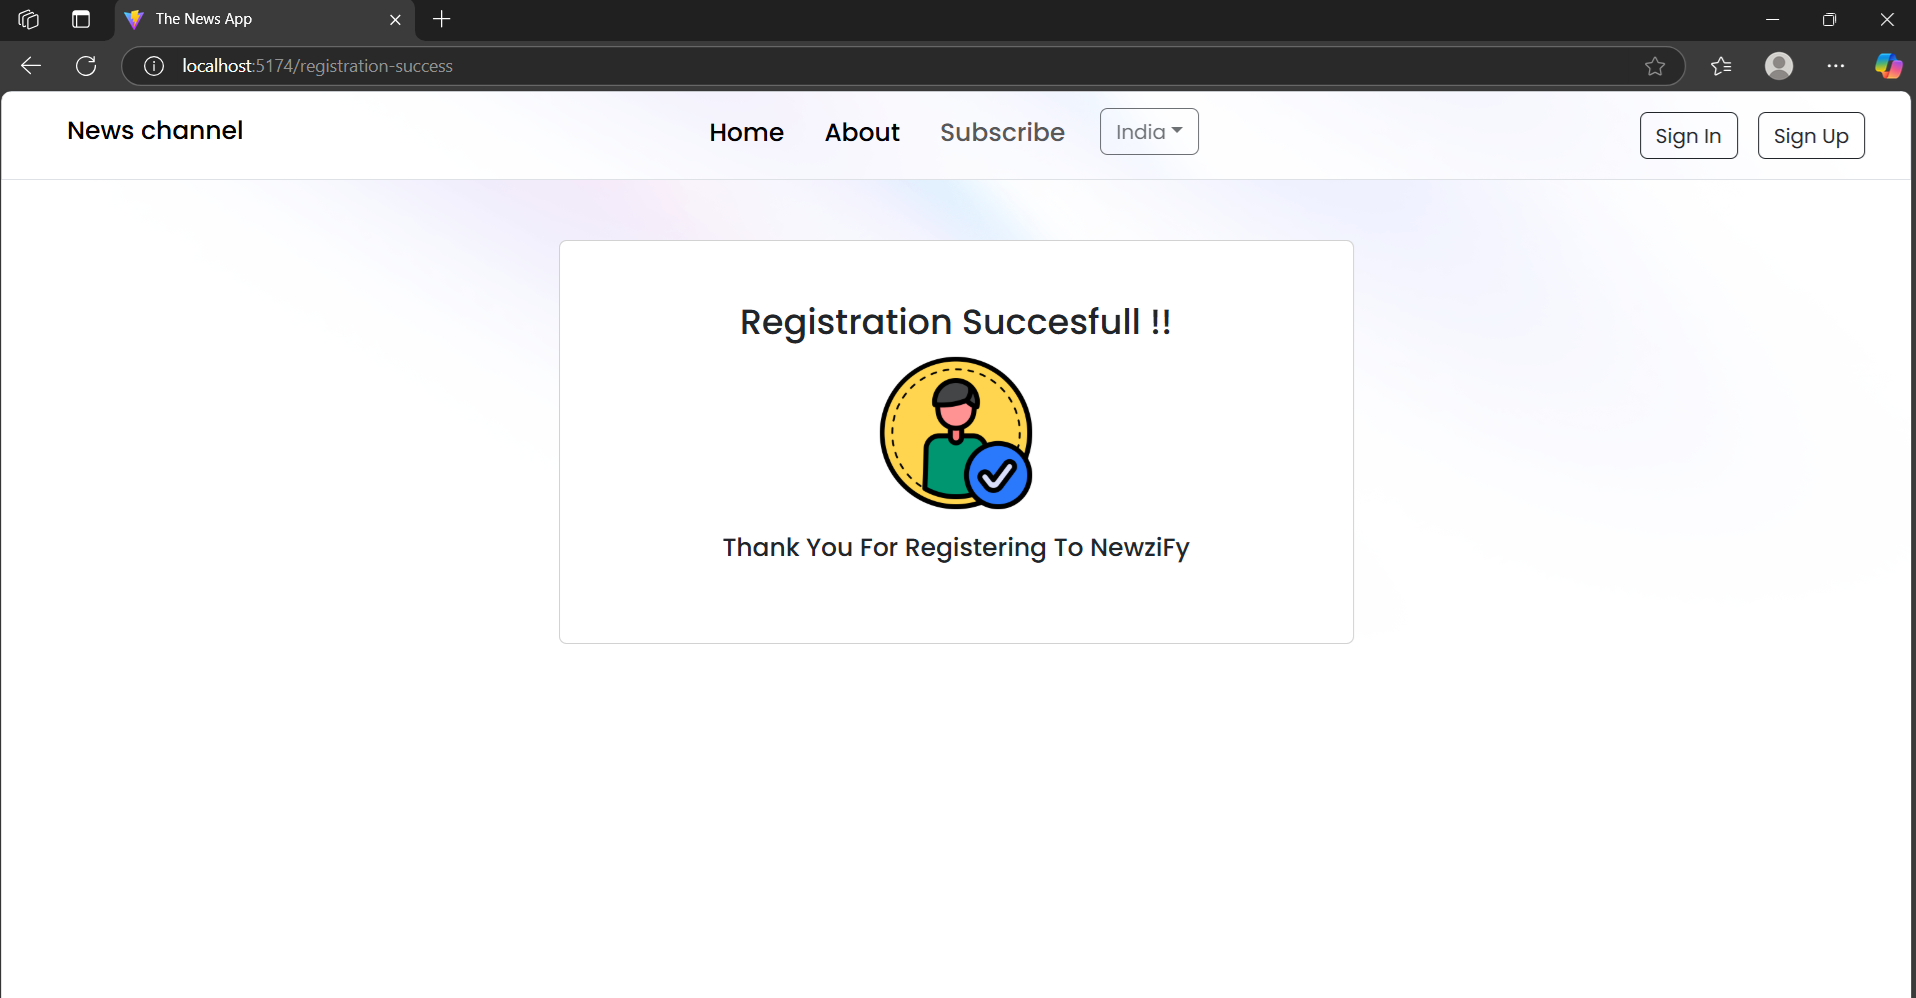 The News App
localhost:5174/registration-success
News channel
Home About Subscribe India
Sign In Sign Up
Registration Succesfull !!
Thank You For Registering To NewziFy